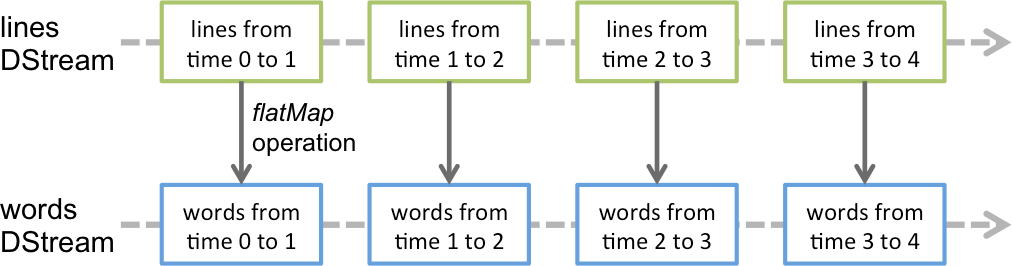 lines
DStream
lines from
time 0 to 1
lines from
time 1 to 2
lines from
time 2 to 3
lines from
time 3 to 4
flatMap
operation
words
DStream
words from
time 0 to 1
words from
time 1 to 2
words from
time 2 to 3
words from
time 3 to 4